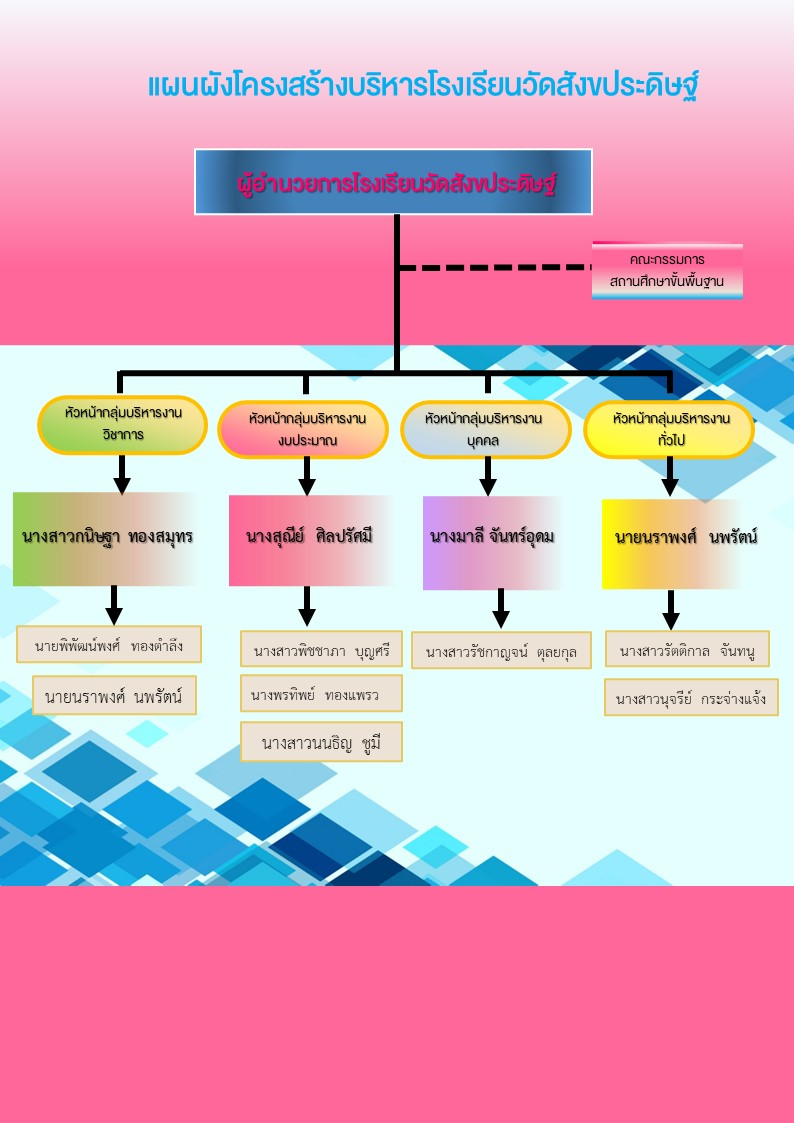 แผนผังโครงสร้างบริหารโรงเรียนวัดสังฆประดิษฐ์
ผู้อำนวยการโรงเรียนวัดสังฆประดิษฐ์
คณะกรรมการ
สถานศึกษาขั้นพื้นฐาน
หัวหน้ากลุ่มบริหารงาน
วิชาการ
หัวหน้ากลุ่มบริหารงาน
งบประมาณ
หัวหน้ากลุ่มบริหารงาน
บุคคล
หัวหน้ากลุ่มบริหารงาน
ทั่วไป
นางสาวกนิษฐา ทองสมุทร
นางสุณีย์ ศิลปรัศมี
นางมาลี จันทร์อุดม
นายนราพงศ์ นพรัตน์
นายพิพัฒน์พงศ์ ทองตำลึง
นายนราพงศ์ นพรัตน์
นางสาวพิชชาภา บุญศรี
นางพรทิพย์ ทองแพรว
นางสาวนนธิญ ชูมี
นางสาวรัชกาญจน์ ตุลยกุล
นางสาวรัตติกาล จันทนู
นางสาวนุจรีย์ กระจ่างแจ้ง